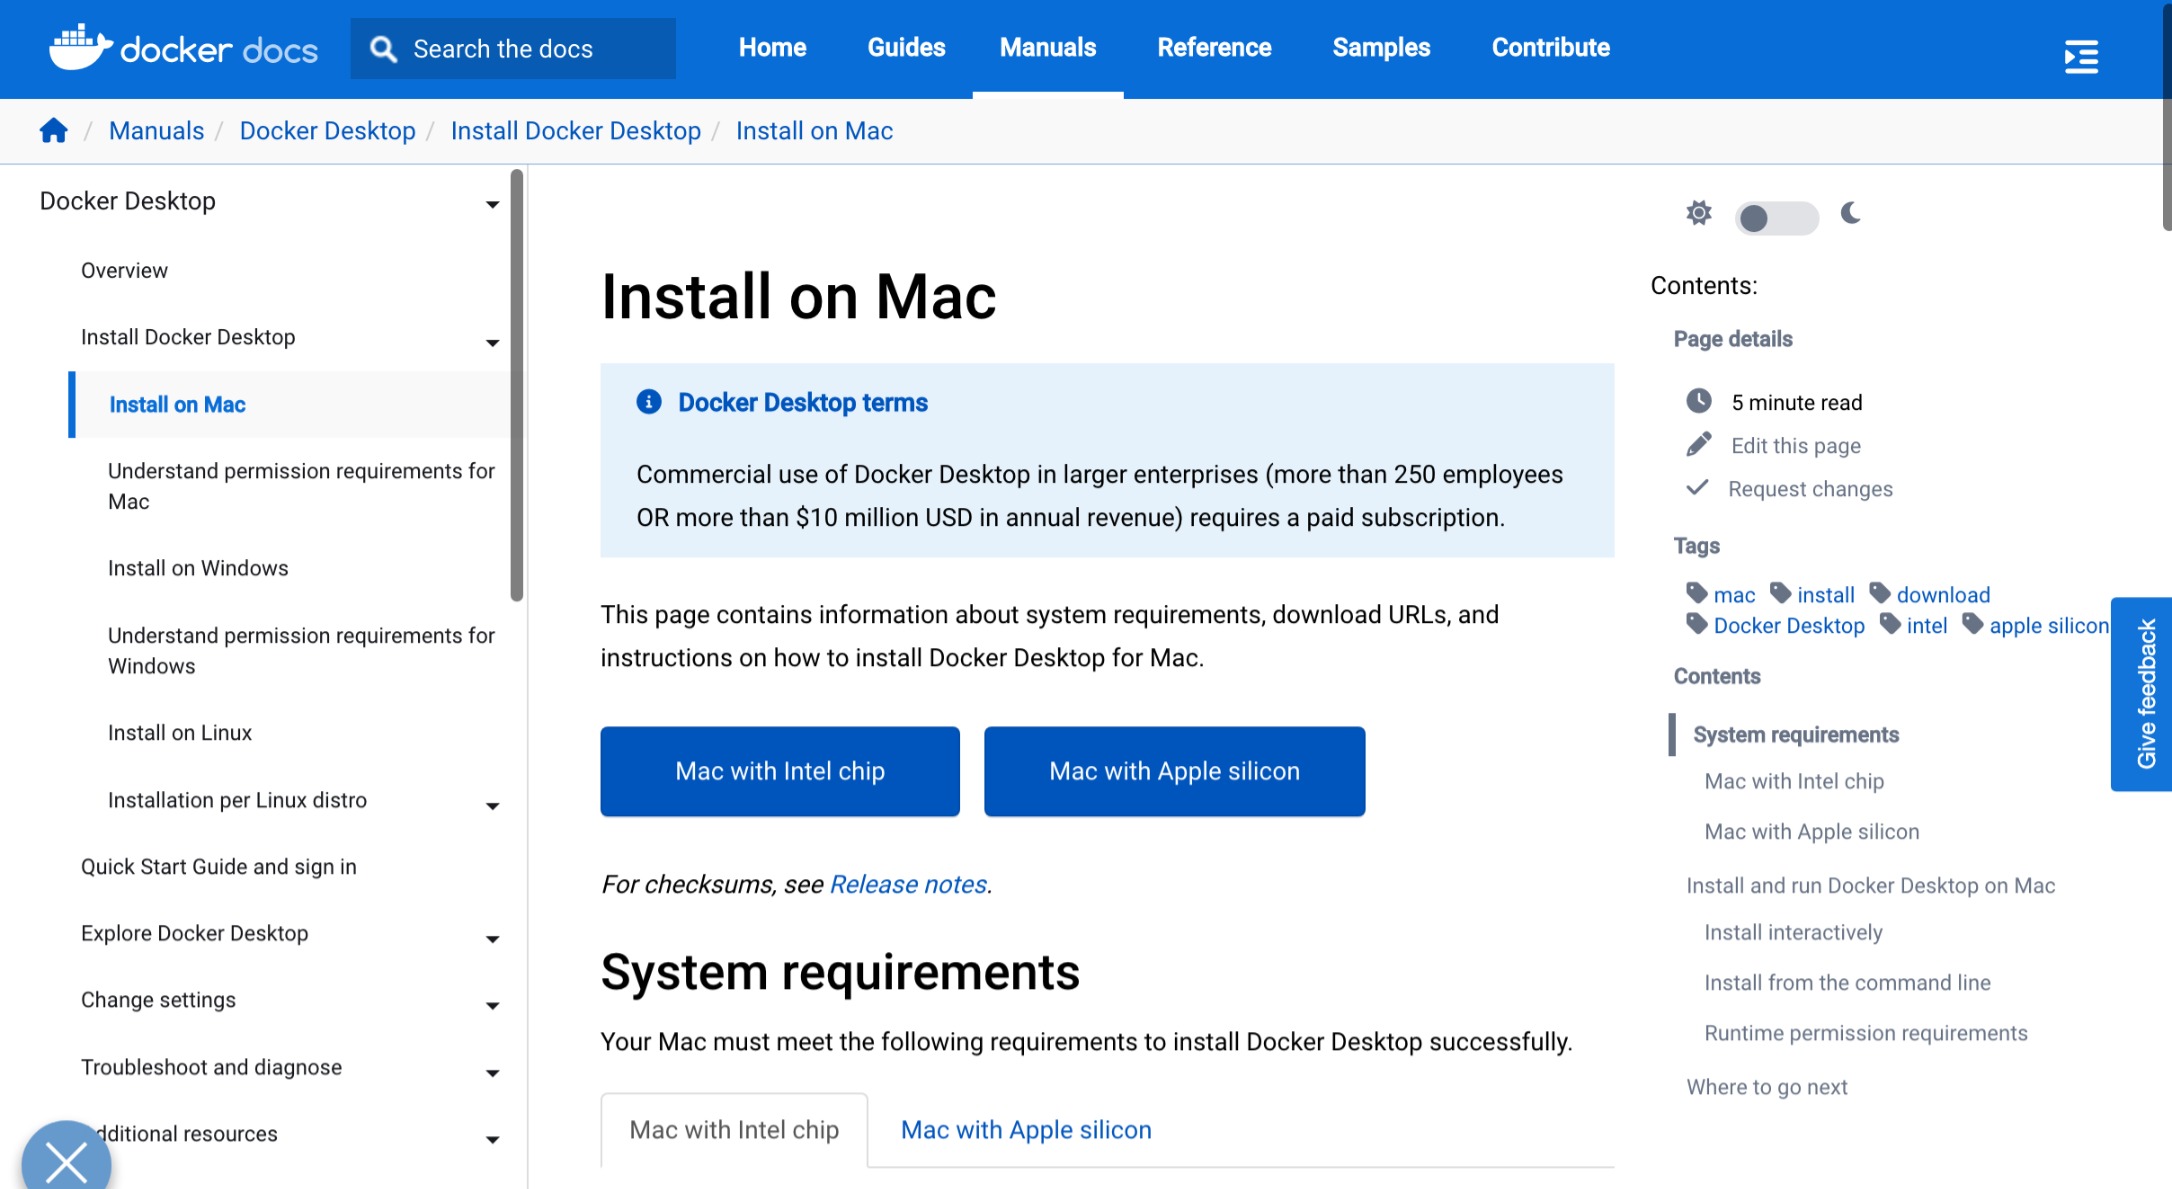 docker docs
Search the docs
Home
Guides
Manuals
Reference
Samples
Contribute
/ Manuals / Docker Desktop / Install Docker Desktop / Install on Mac
Docker Desktop
Overview
Install Docker Desktop
Install on Mac
Understand permission requirements for
Mac
Install on Windows
Understand permission requirements for
Windows
Install on Linux
Installation per Linux distro
Quick Start Guide and sign in
Explore Docker Desktop
Change settings
Troubleshoot and diagnose
dditional resources
Install on Mac
Docker Desktop terms
Commercial use of Docker Desktop in larger enterprises (more than 250 employees
OR more than $10 million USD in annual revenue) requires a paid subscription.
This page contains information about system requirements, download URLs, and
instructions on how to install Docker Desktop for Mac.
Mac with Intel chip
Mac with Apple silicon
For checksums, see Release notes.
System requirements
Your Mac must meet the following requirements to install Docker Desktop successfully.
Mac with Intel chip
Mac with Apple silicon
Contents:
Page details
5 minute read
Edit this page
Request changes
Tags
mac install download
Docker Desktop intel apple silicon
Contents
System requirements
Mac with Intel chip
Mac with Apple silicon
Install and run Docker Desktop on Mac
Install interactively
Install from the command line
Runtime permission requirements
Where to go next
Give feedback